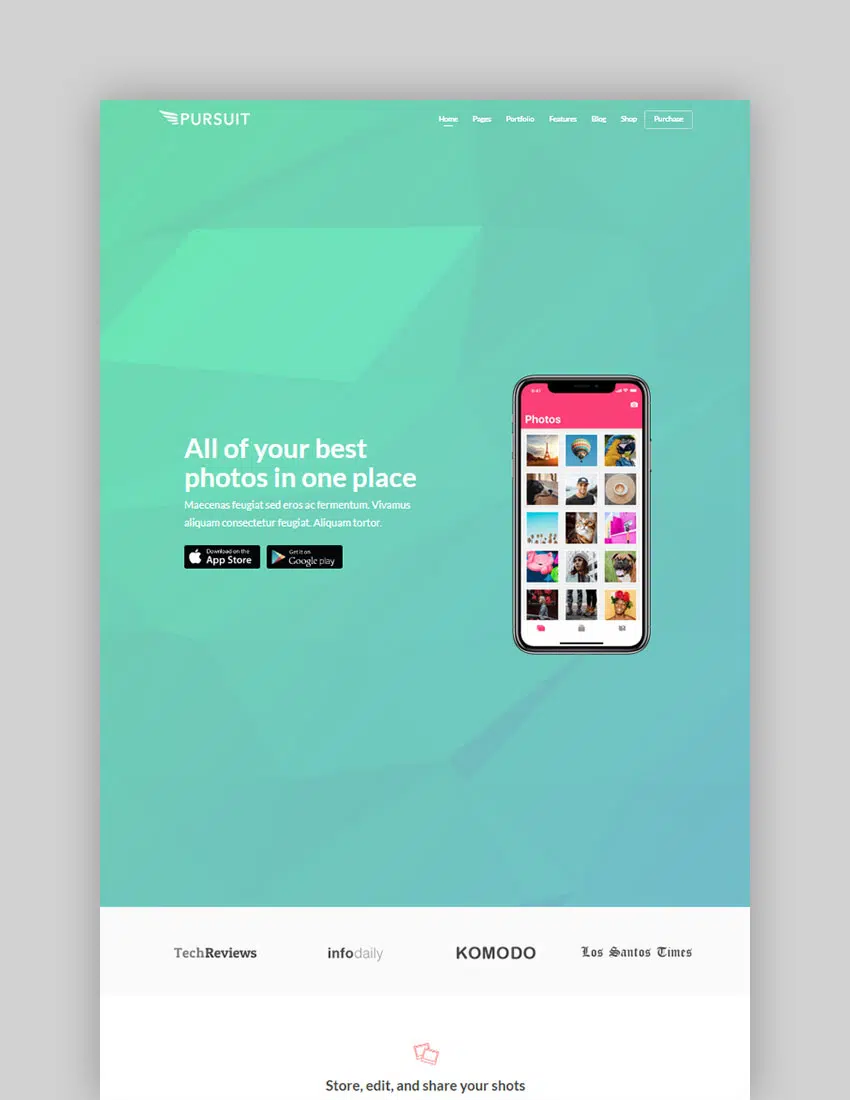 PURSUIT
Home Pages Portfolio Features Blog Shop Purchase
Photos
All of your best
photos in one place
Maecenas feugiat sed eros ac fermentum. Vivamus
aliquam consectetur feugiat. Aliquam tortor.
Download on the
App Store
Get it on
Google play
TechReviews
infodaily
KOMODO
Los Santos Times
Store, edit, and share your shots